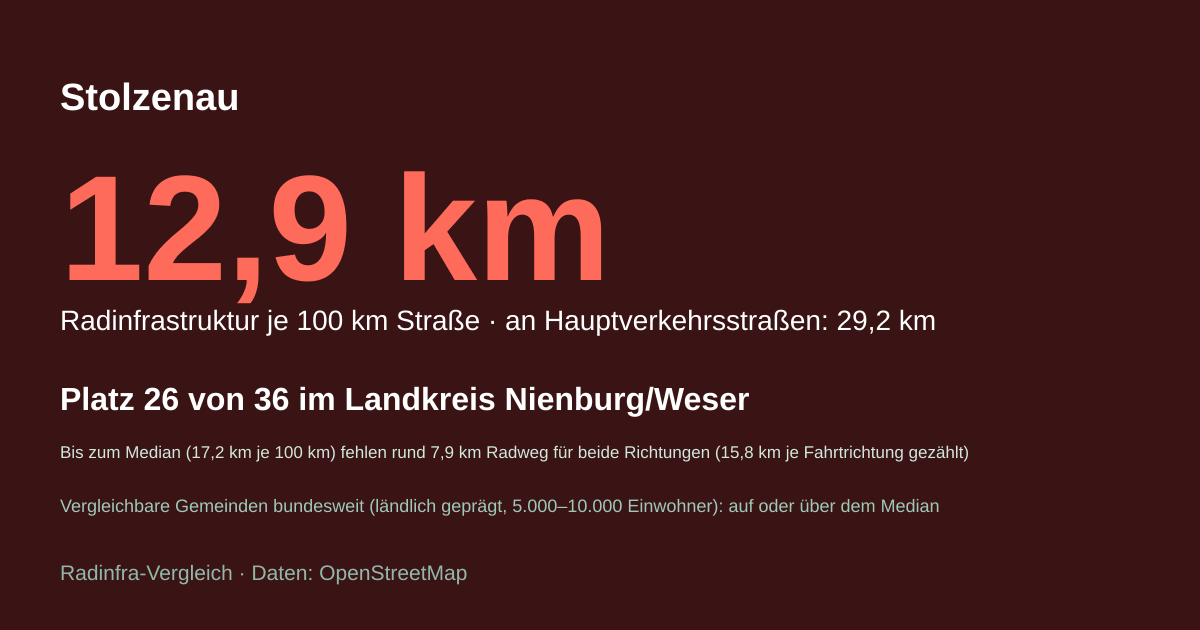 Stolzenau
12,9 km
Radinfrastruktur je 100 km Straße · an Hauptverkehrsstraßen: 29,2 km
Platz 26 von 36 im Landkreis Nienburg/Weser
Bis zum Median (17,2 km je 100 km) fehlen rund 7,9 km Radweg für beide Richtungen (15,8 km je Fahrtrichtung gezählt)
Vergleichbare Gemeinden bundesweit (ländlich geprägt, 5.000–10.000 Einwohner): auf oder über dem Median
Radinfra-Vergleich · Daten: OpenStreetMap